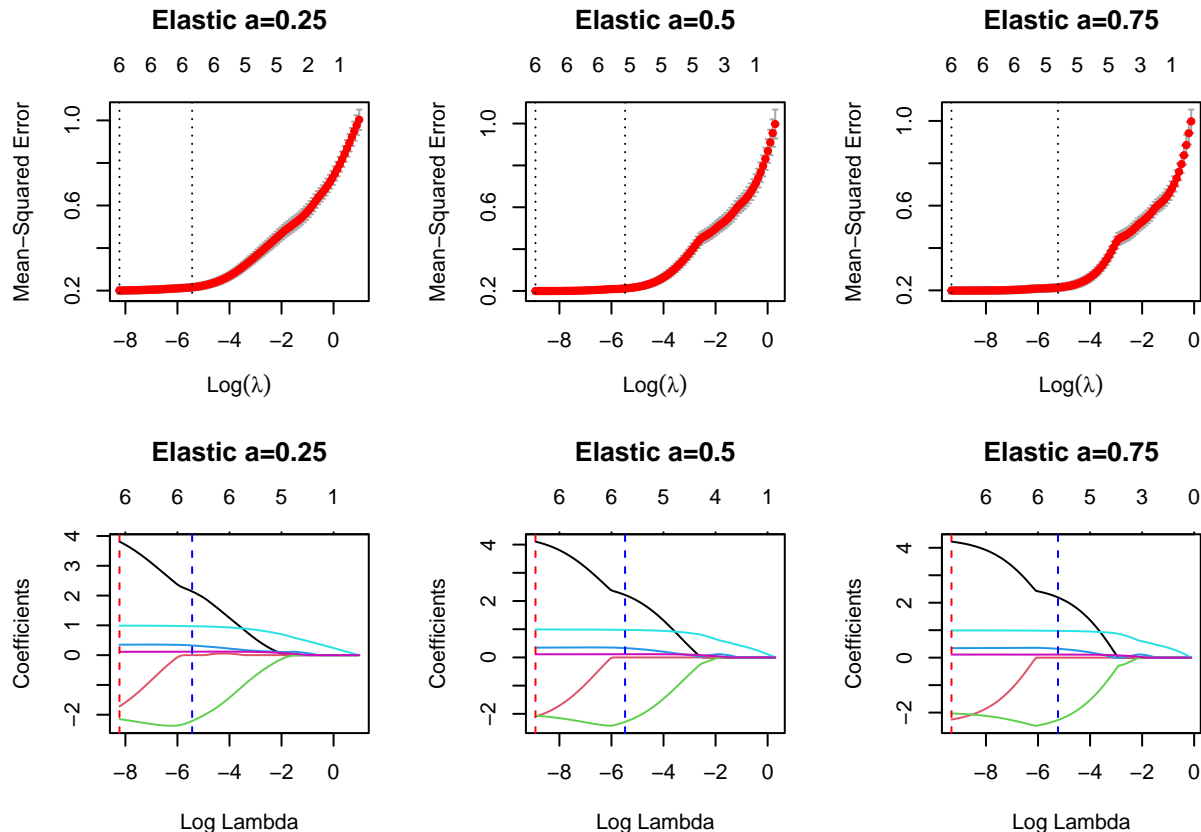 Elastic a=0.25
6 6 6 6 5 5 2 1
Mean−Squared Error
1.0
0.6
0.2
−8 −6 −4 −2 0
Log(λ)
Elastic a=0.5
6 6 6 5 5 5 3 1
Mean−Squared Error
1.0
0.6
0.2
−8 −6 −4 −2 0
Log(λ)
Elastic a=0.75
6 6 6 5 5 5 3 1
Mean−Squared Error
1.0
0.6
0.2
−8 −6 −4 −2 0
Log(λ)
Elastic a=0.25
6 6 6 5 1
Coefficients
4
3
2
1
0
−2
−8 −6 −4 −2 0
Log Lambda
Elastic a=0.5
6 6 5 4 1
Coefficients
4
2
0
−2
−8 −6 −4 −2 0
Log Lambda
Elastic a=0.75
6 6 5 3 0
Coefficients
4
2
0
−2
−8 −6 −4 −2 0
Log Lambda